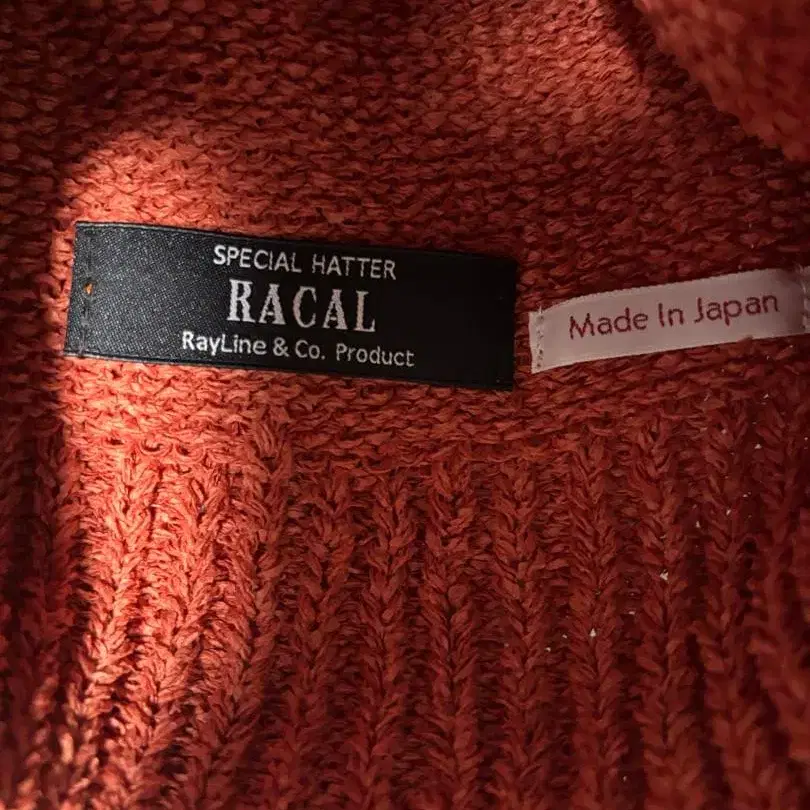 SPECIAL HATTER
RACAL
RayLine & Co. Product
Made In Japan